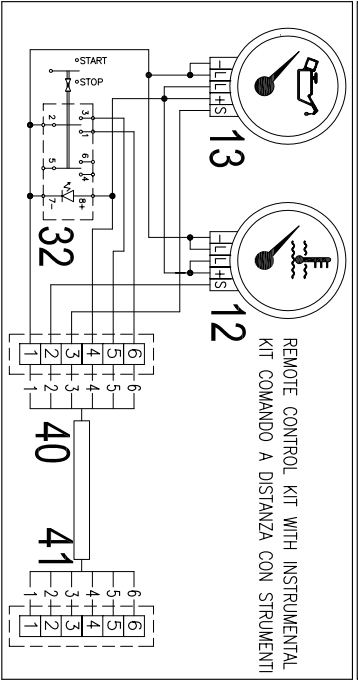 START
STOP
3
2
1
6
5
4
7-
8+
32
-
L
L
+
S
13
-
L
L
+
S
12
REMOTE CONTROL KIT WITH INSTRUMENTAL
KIT COMANDO A DISTANZA CON STRUMENTI
1 2 3 4 5 6
1 2 3 4 5 6
40
41
1 2 3 4 5 6
1 2 3 4 5 6